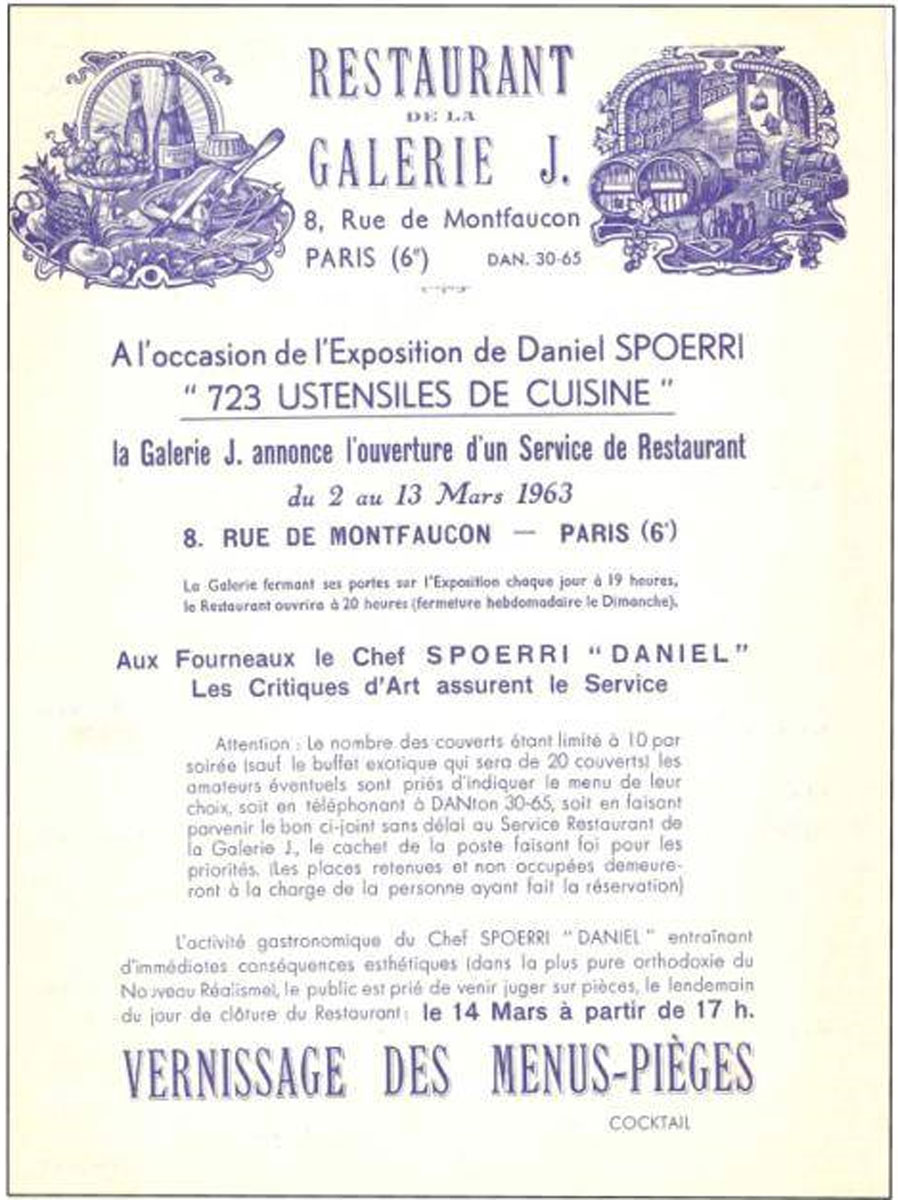 RESTAURANT
DE LA
GALERIE J.
8, Rue de Montfaucon
PARIS (6e) DAN. 30-65
A l'occasion de l'Exposition de Daniel SPOERRI
" 723 USTENSILES DE CUISINE "
la Galerie J. annonce l'ouverture d'un Service de Restaurant
du 2 au 13 Mars 1963
8. RUE DE MONTFAUCON — PARIS (6e)
La Galerie fermant ses portes sur l'Exposition chaque jour à 19 heures,
le Restaurant ouvrira à 20 heures (fermeture hebdomadaire le Dimanche).
Aux Fourneaux le Chef SPOERRI "DANIEL"
Les Critiques d'Art assurent le Service
Attention : Le nombre des couverts étant limité à 10 par
soirée (sauf le buffet exotique qui sera de 20 couverts) les
amateurs éventuels sont priés d'indiquer le menu de leur
choix, soit en téléphonant à DANton 30-65, soit en faisant
parvenir le bon ci-joint sans délai au Service Restaurant de
la Galerie J., le cachet de la poste faisant foi pour les
priorités. (Les places retenues et non occupées demeure-
ront à la charge de la personne ayant fait la réservation)
L'activité gastronomique du Chef SPOERRI "DANIEL" entraînant
d'immédiates conséquences esthétiques (dans la plus pure orthodoxie du
Nouveau Réalisme), le public est prié de venir juger sur pièces, le lendemain
du jour de clôture du Restaurant: le 14 Mars à partir de 17 h.
VERNISSAGE DES MENUS-PIÈGES
COCKTAIL